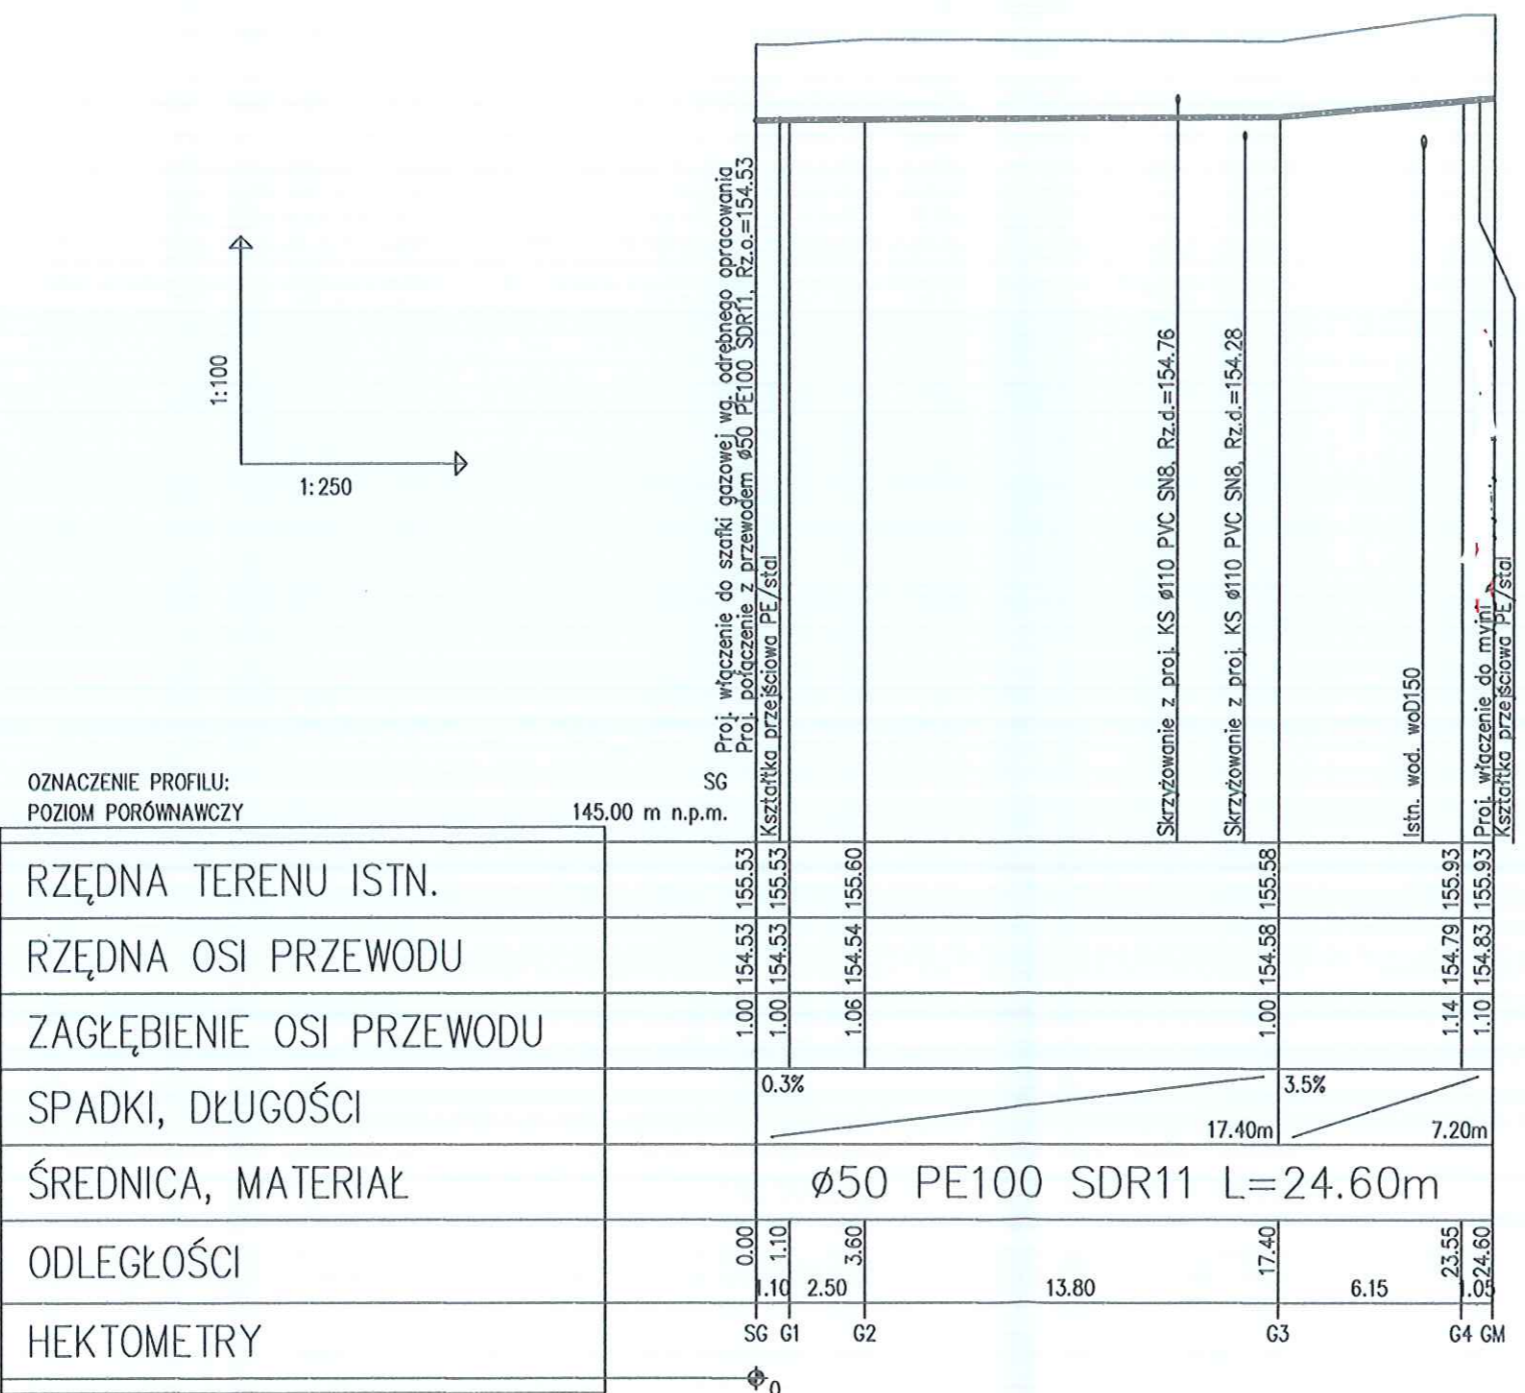 1:100
1:250
Proj. włączenie do szafki gazowej wg. odrębnego opracowania
Proj. połączenie z przewodem ø50 PE100 SDR11, Rz.o.=154.53
Kształtka przejściowa PE/stal
Skrzyżowanie z proj. KS ø110 PVC SN8, Rz.d.=154.76
Skrzyżowanie z proj. KS ø110 PVC SN8, Rz.d.=154.28
Istn. wod. woD150
Proj. włączenie do myjni
Kształtka przejściowa PE/stal
OZNACZENIE PROFILU: SG
POZIOM PORÓWNAWCZY 145.00 m n.p.m.
RZĘDNA TERENU ISTN. 155.53 155.53 155.60 155.58 155.93 155.93
RZĘDNA OSI PRZEWODU 154.53 154.53 154.54 154.58 154.79 154.83
ZAGŁĘBIENIE OSI PRZEWODU 1.00 1.00 1.06 1.00 1.14 1.10
SPADKI, DŁUGOŚCI 0.3% 17.40m 3.5% 7.20m
ŚREDNICA, MATERIAŁ ø50 PE100 SDR11 L=24.60m
ODLEGŁOŚCI 0.00 1.10 3.60 17.40 23.55 24.60
1.10 2.50 13.80 6.15 1.05
HEKTOMETRY SG G1 G2 G3 G4 GM
0